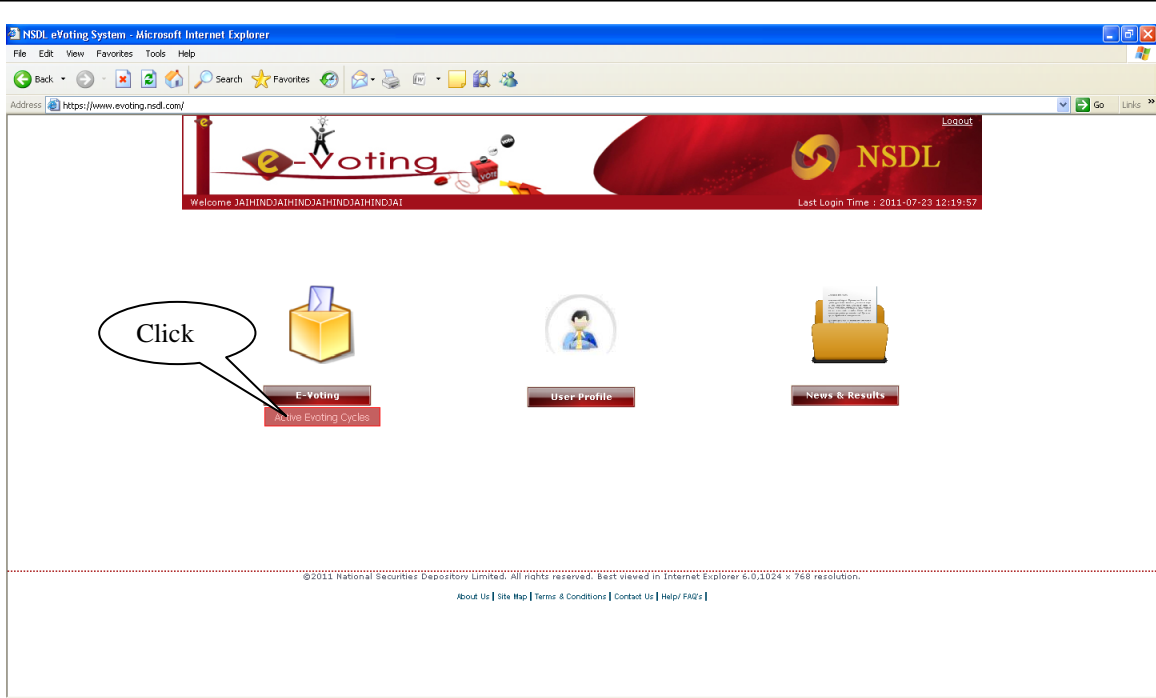 NSDL eVoting System - Microsoft Internet Explorer
File Edit View Favorites Tools Help
Back Search Favorites
Address https://www.evoting.nsdl.com/ Go Links »
Logout
e-Voting
VOTE
NSDL
Welcome JAIHINDJAIHINDJAIHINDJAIHINDJAI Last Login Time : 2011-07-23 12:19:57
Click
E-Voting User Profile News & Results
Active Evoting Cycles
©2011 National Securities Depository Limited. All rights reserved. Best viewed in Internet Explorer 6.0,1024 x 768 resolution.
About Us | Site Map | Terms & Conditions | Contact Us | Help/ FAQ's |